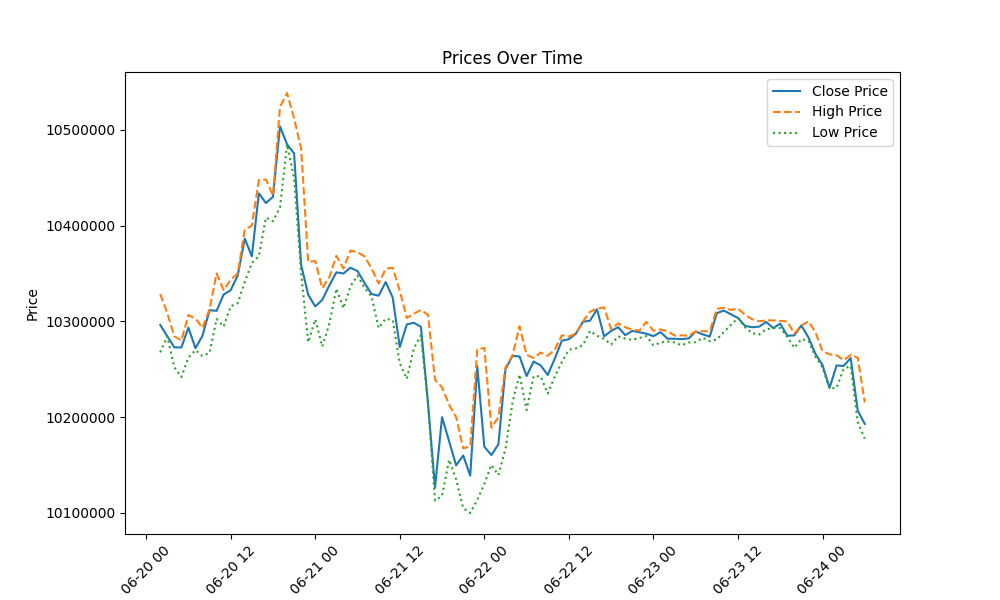 Prices Over Time
Close Price
High Price
Low Price
Price
10500000
10400000
10300000
10200000
10100000
06-20 00
06-20 12
06-21 00
06-21 12
06-22 00
06-22 12
06-23 00
06-23 12
06-24 00